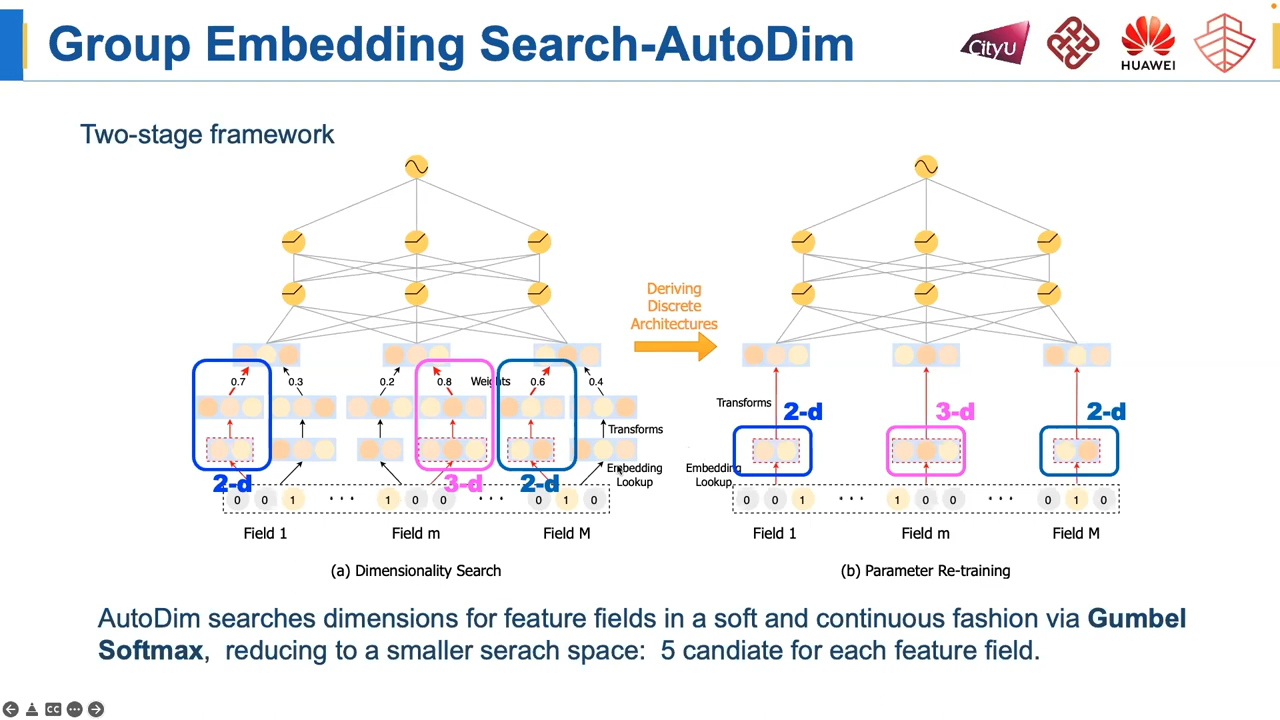 Group Embedding Search-AutoDim
CityU
HUAWEI
Two-stage framework
Deriving
Discrete
Architectures
0.7
0.3
0.2
0.8
Weights
0.6
0.4
Transforms
Embedding
Lookup
2-d
3-d
2-d
0 0 1 ··· 1 0 0 ··· 0 1 0
Field 1
Field m
Field M
(a) Dimensionality Search
Transforms
2-d
3-d
2-d
Embedding
Lookup
0 0 1 ··· 1 0 0 ··· 0 1 0
Field 1
Field m
Field M
(b) Parameter Re-training
AutoDim searches dimensions for feature fields in a soft and continuous fashion via Gumbel
Softmax, reducing to a smaller serach space: 5 candiate for each feature field.
CC